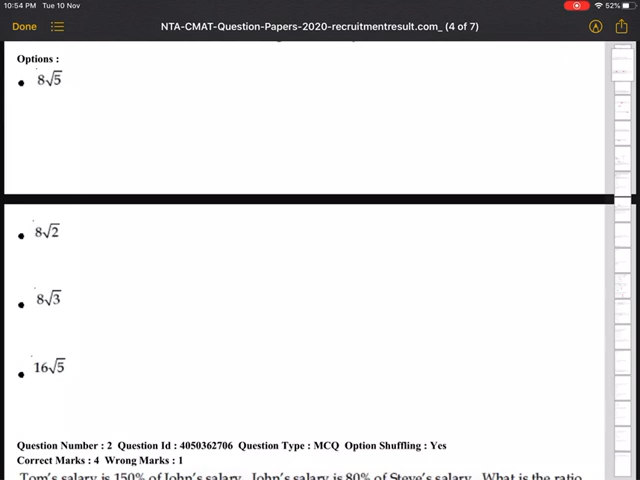 10:54 PM Tue 10 Nov
52%
Done
NTA-CMAT-Question-Papers-2020-recruitmentresult.com_ (4 of 7)
Options :
8√5
8√2
8√3
16√5
Question Number : 2 Question Id : 4050362706 Question Type : MCQ Option Shuffling : Yes
Correct Marks : 4 Wrong Marks : 1
Tom's salary is 150% of John's salary. John's salary is 80% of Steve's salary. What is the ratio